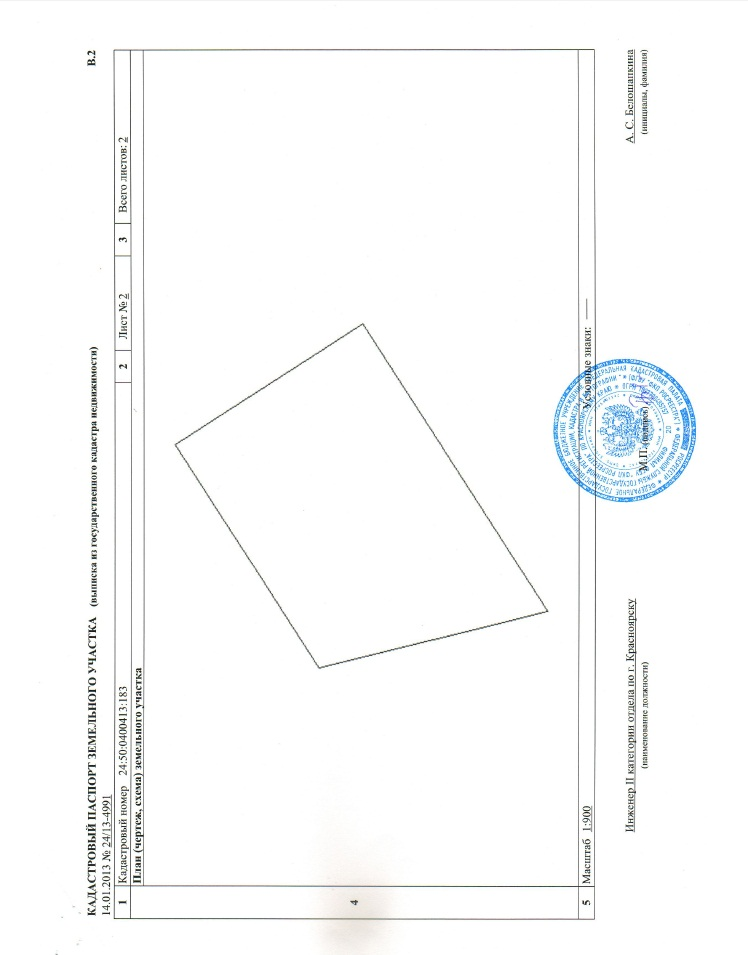 КАДАСТРОВЫЙ ПАСПОРТ ЗЕМЕЛЬНОГО УЧАСТКА (выписка из государственного кадастра недвижимости) В.2
14.01.2013 № 24/13-4991
1 Кадастровый номер 24:50:0400413:183 2 Лист № 2 3 Всего листов: 2
План (чертеж, схема) земельного участка
4
5 Масштаб 1:900 Условные знаки:
М.П. (подпись)
Инженер II категории отдела по г. Красноярску А. С. Белошапкина
(наименование должности) (инициалы, фамилия)